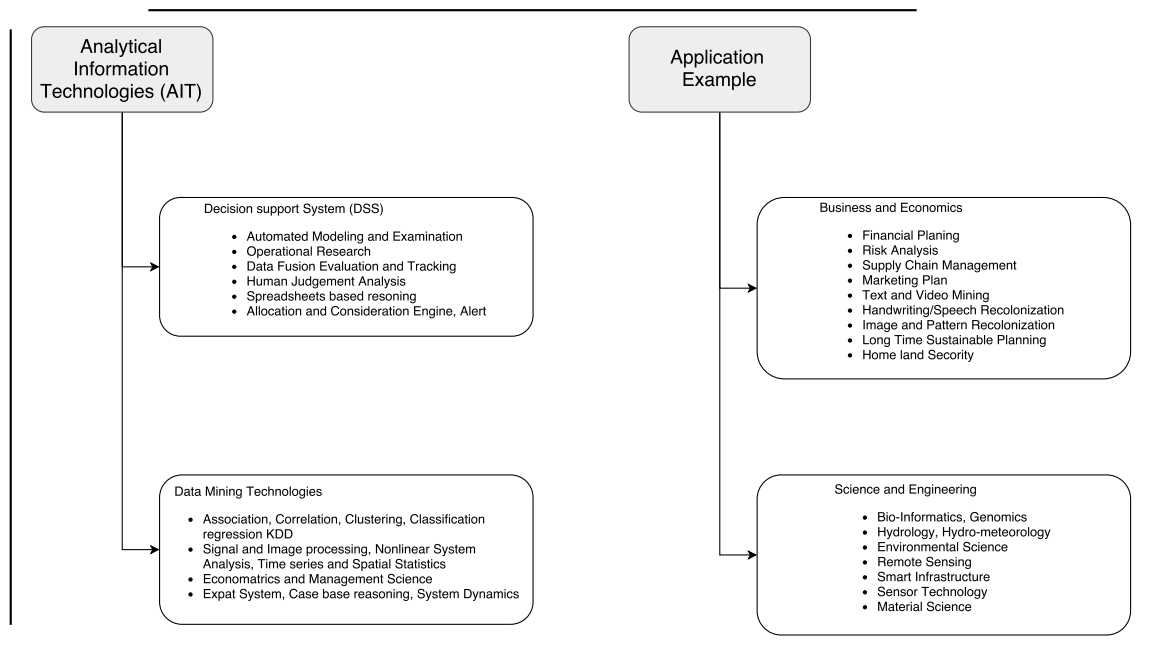 Analytical
Information
Technologies (AIT)
Decision support System (DSS)
• Automated Modeling and Examination
• Operational Research
• Data Fusion Evaluation and Tracking
• Human Judgement Analysis
• Spreadsheets based resoning
• Allocation and Consideration Engine, Alert
Data Mining Technologies
• Association, Correlation, Clustering, Classification
regression KDD
• Signal and Image processing, Nonlinear System
Analysis, Time series and Spatial Statistics
• Economatrics and Management Science
• Expat System, Case base reasoning, System Dynamics
Application
Example
Business and Economics
• Financial Planing
• Risk Analysis
• Supply Chain Management
• Marketing Plan
• Text and Video Mining
• Handwriting/Speech Recolonization
• Image and Pattern Recolonization
• Long Time Sustainable Planning
• Home land Secority
Science and Engineering
• Bio-Informatics, Genomics
• Hydrology, Hydro-meteorology
• Environmental Science
• Remote Sensing
• Smart Infrastructure
• Sensor Technology
• Material Science